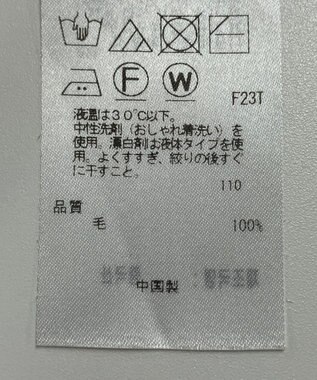 F W
F23T
液温は30℃以下。
中性洗剤（おしゃれ着洗い）を
使用。漂白剤は液体タイプを使
用。よくすすぎ、絞りの後すぐ
に干すこと。
110
品質
毛 100%
中国製